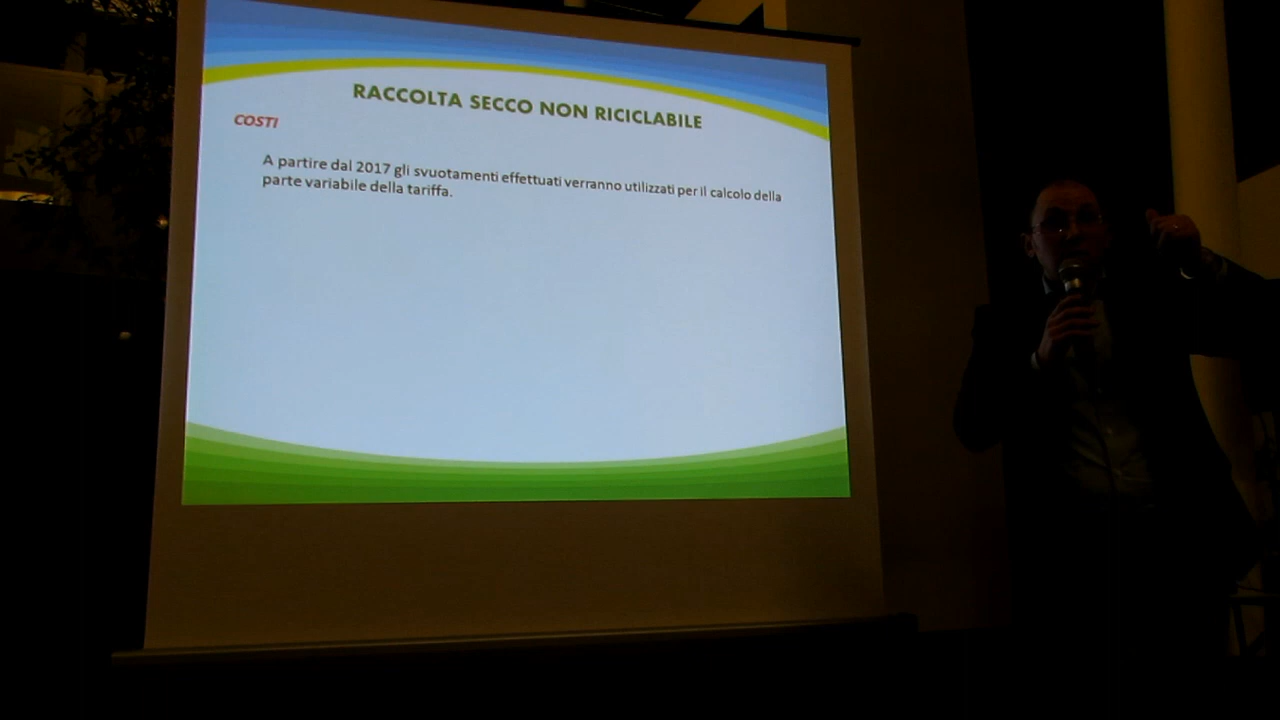 RACCOLTA SECCO NON RICICLABILE
COSTI
A partire dal 2017 gli svuotamenti effettuati verranno utilizzati per il calcolo della
parte variabile della tariffa.